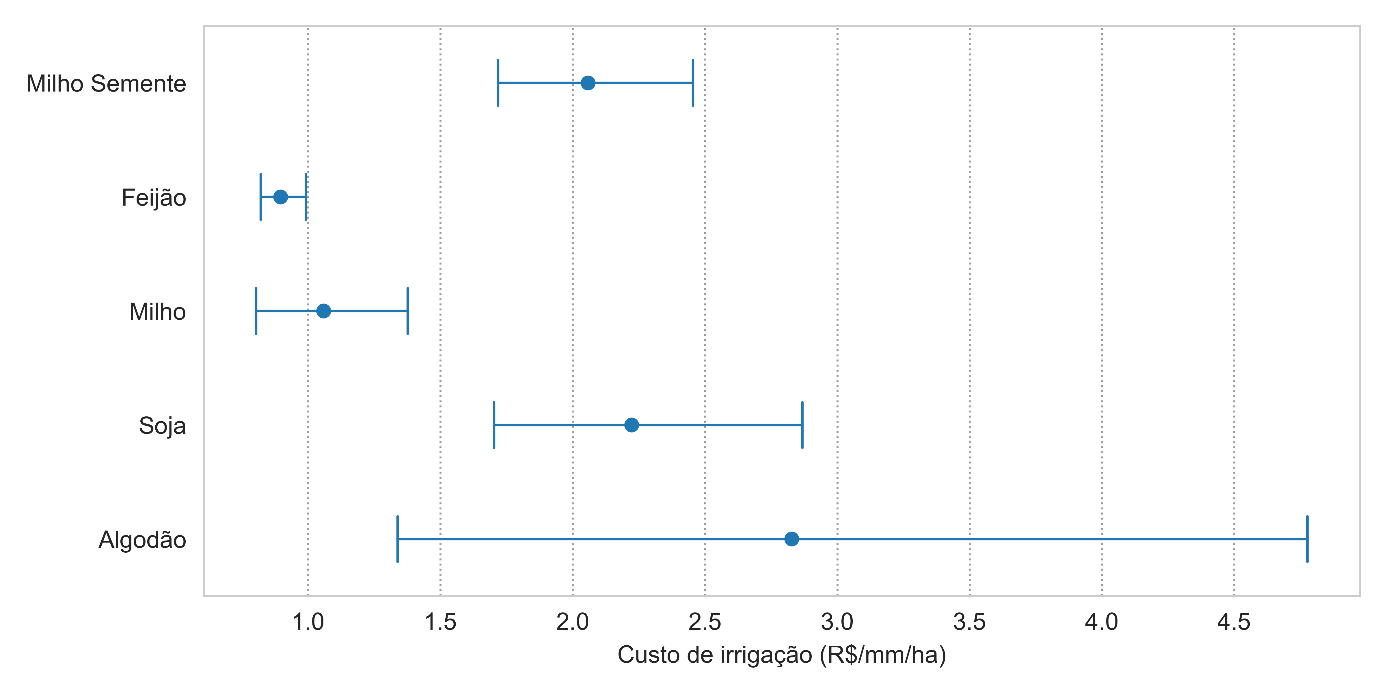 Milho Semente
Feijão
Milho
Soja
Algodão
1.0 1.5 2.0 2.5 3.0 3.5 4.0 4.5
Custo de irrigação (R$/mm/ha)